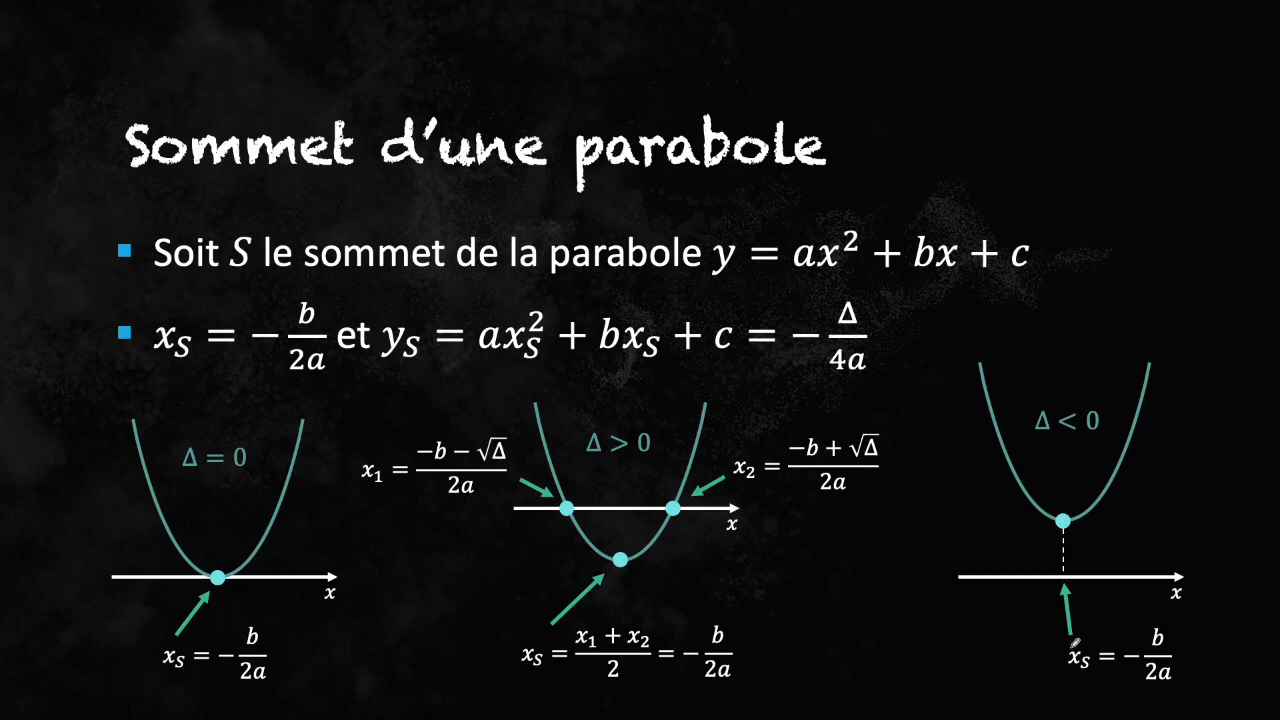 Sommet d'une parabole
Soit S le sommet de la parabole y = ax² + bx + c
x_S = −b/2a et y_S = ax_S² + bx_S + c = −Δ/4a
Δ = 0
x
x_S = −b/2a
x₁ = (−b − √Δ)/2a
Δ > 0
x₂ = (−b + √Δ)/2a
x
x_S = (x₁ + x₂)/2 = −b/2a
Δ < 0
x
x_S = −b/2a